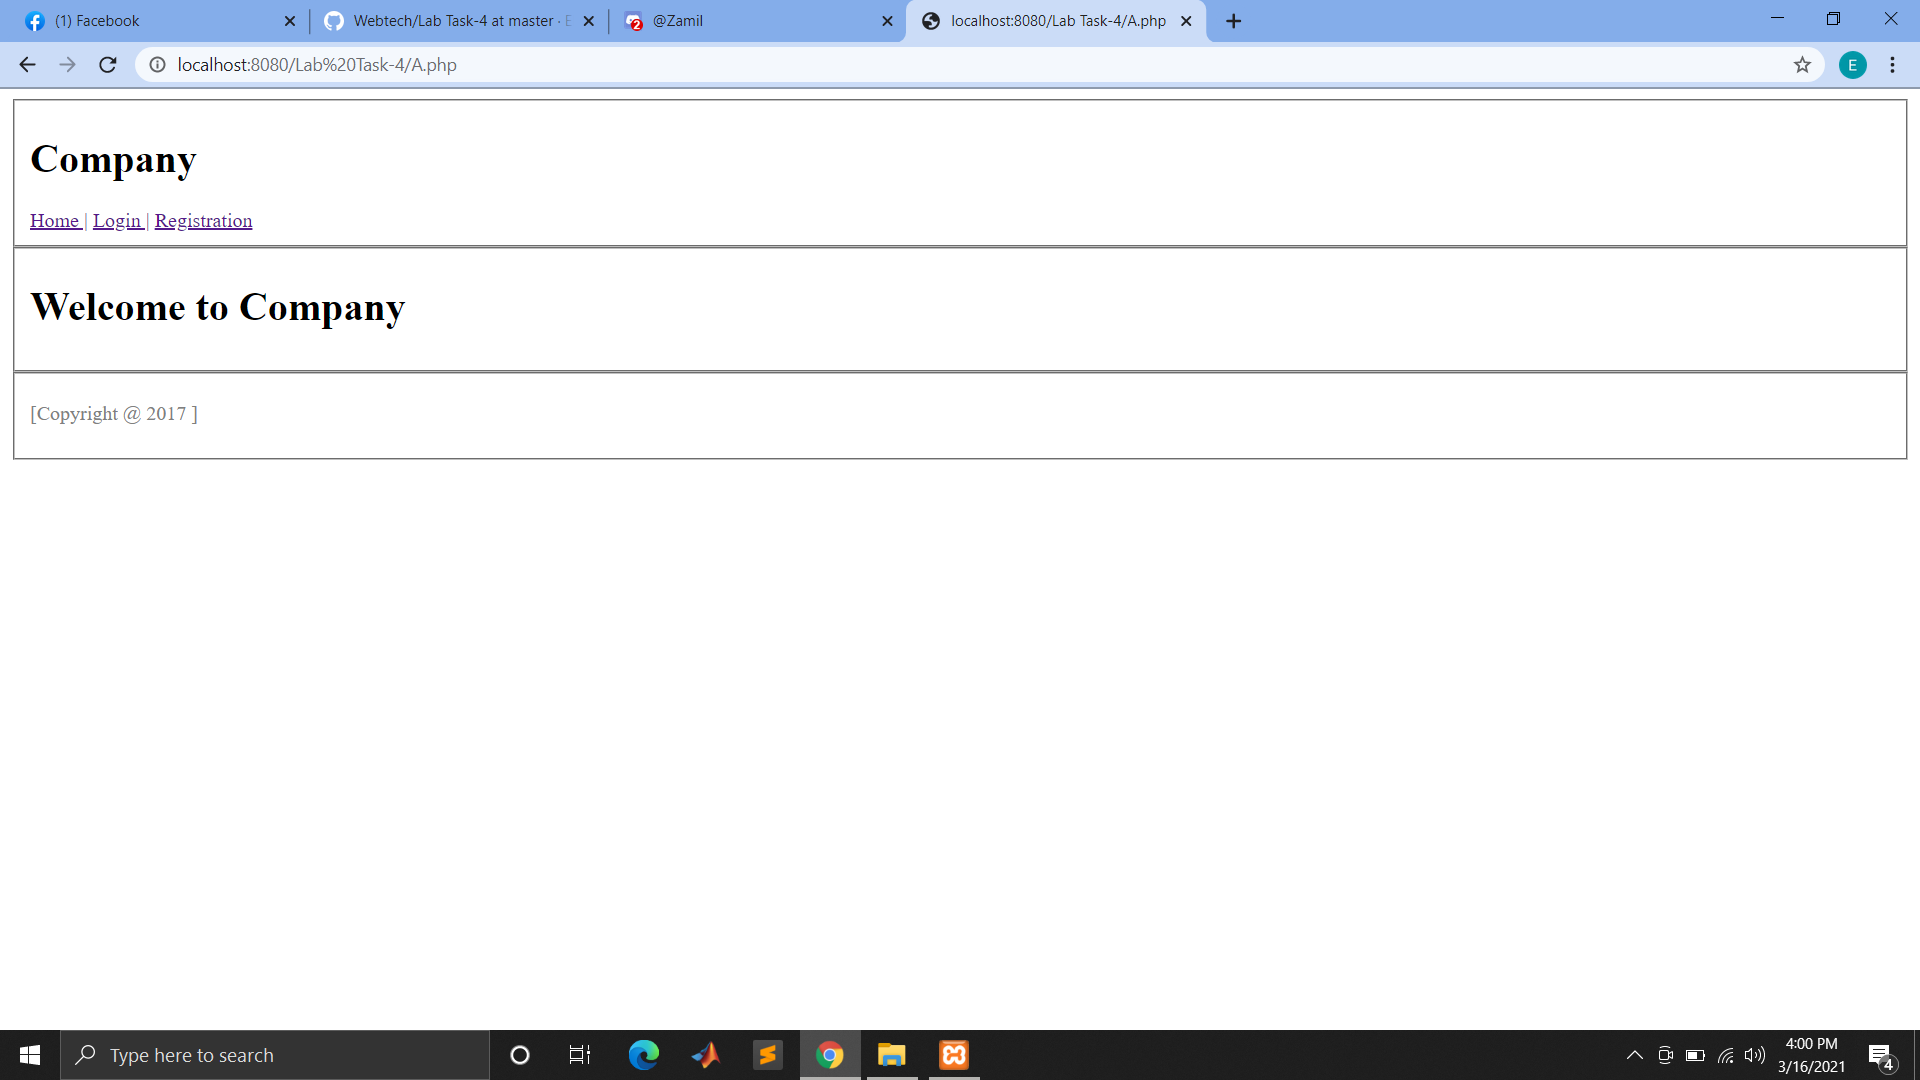 (1) Facebook
Webtech/Lab Task-4 at master ·
@Zamil
localhost:8080/Lab Task-4/A.php
localhost:8080/Lab%20Task-4/A.php
E
Company
Home | Login | Registration
Welcome to Company
[Copyright @ 2017 ]
Type here to search
4:00 PM
3/16/2021
4
2